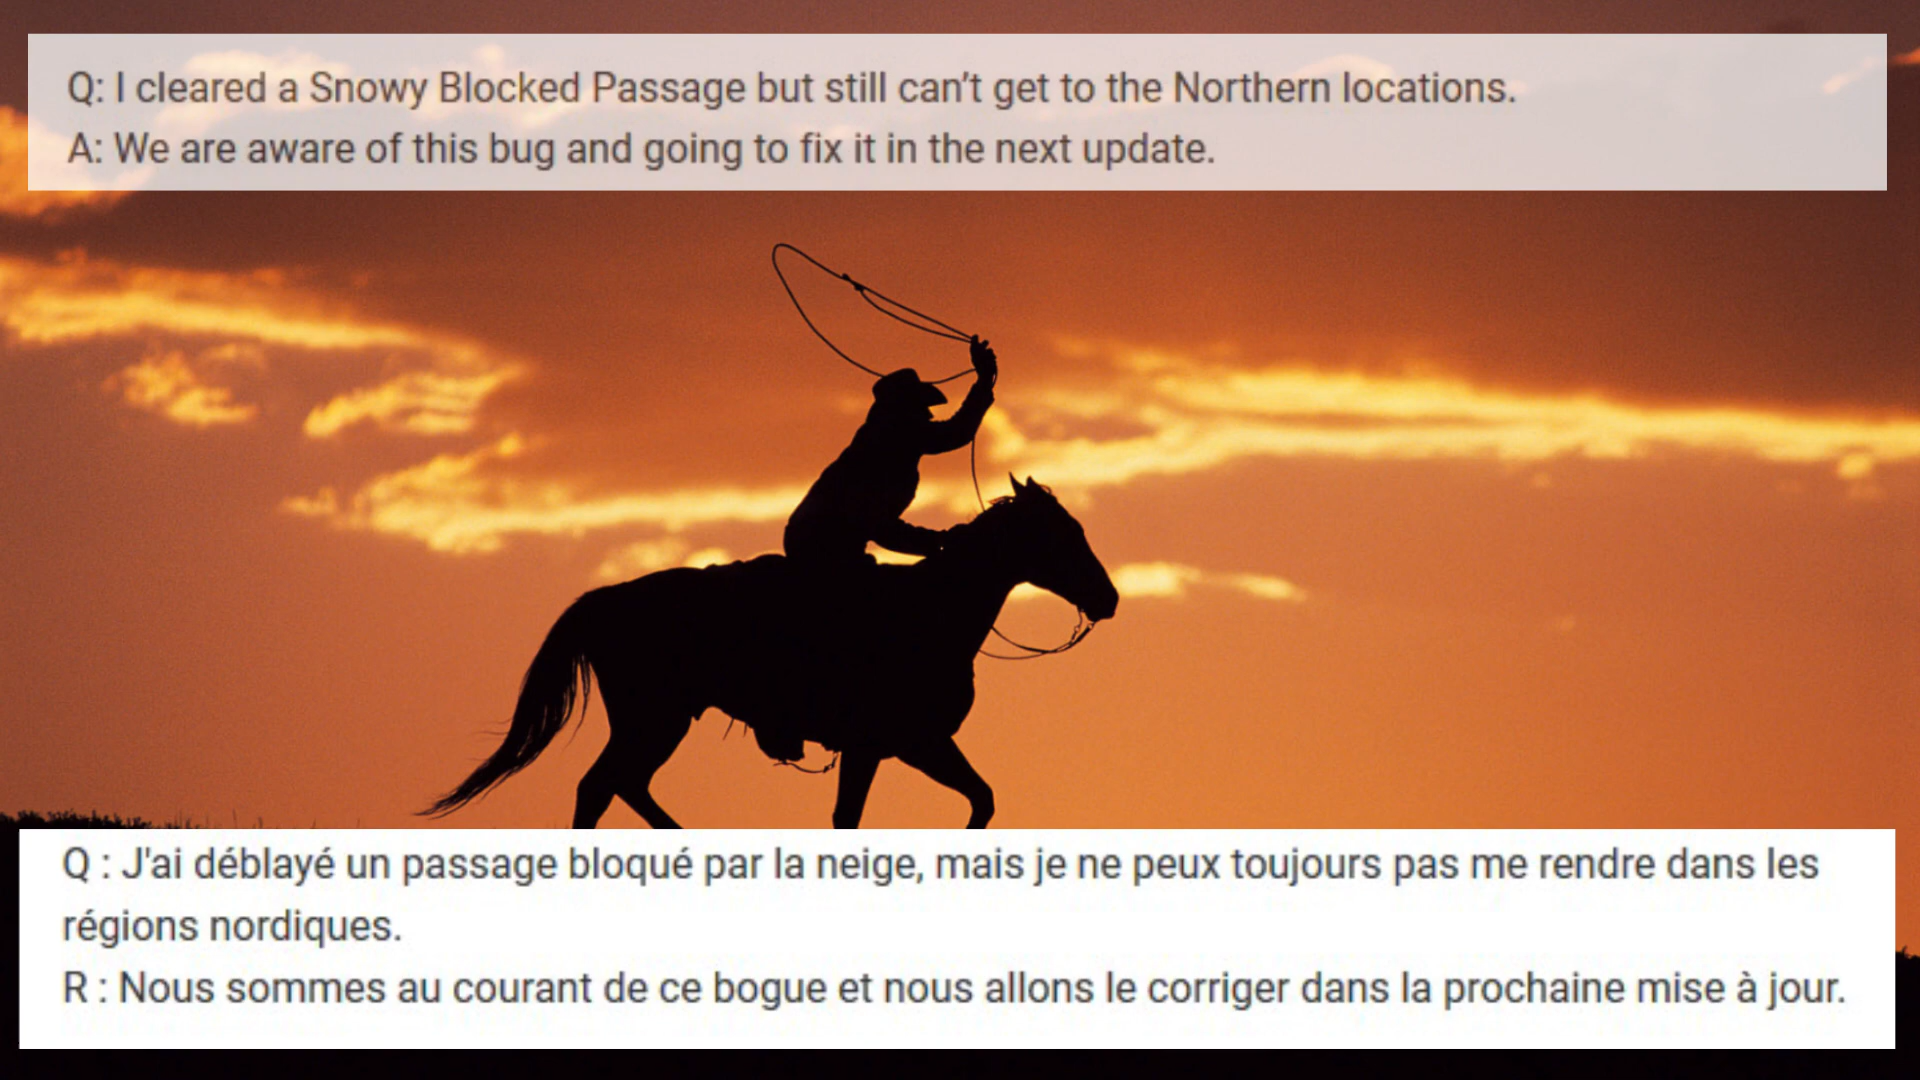 Q: I cleared a Snowy Blocked Passage but still can't get to the Northern locations.
A: We are aware of this bug and going to fix it in the next update.
Q : J'ai déblayé un passage bloqué par la neige, mais je ne peux toujours pas me rendre dans les
régions nordiques.
R : Nous sommes au courant de ce bogue et nous allons le corriger dans la prochaine mise à jour.